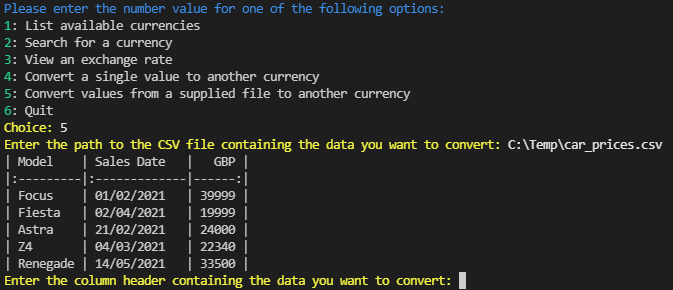 Please enter the number value for one of the following options:
1: List available currencies
2: Search for a currency
3: View an exchange rate
4: Convert a single value to another currency
5: Convert values from a supplied file to another currency
6: Quit
Choice: 5
Enter the path to the CSV file containing the data you want to convert: C:\Temp\car_prices.csv
| Model    | Sales Date   |   GBP |
|:---------|:-------------|------:|
| Focus    | 01/02/2021   | 39999 |
| Fiesta   | 02/04/2021   | 19999 |
| Astra    | 21/02/2021   | 24000 |
| Z4       | 04/03/2021   | 22340 |
| Renegade | 14/05/2021   | 33500 |
Enter the column header containing the data you want to convert: